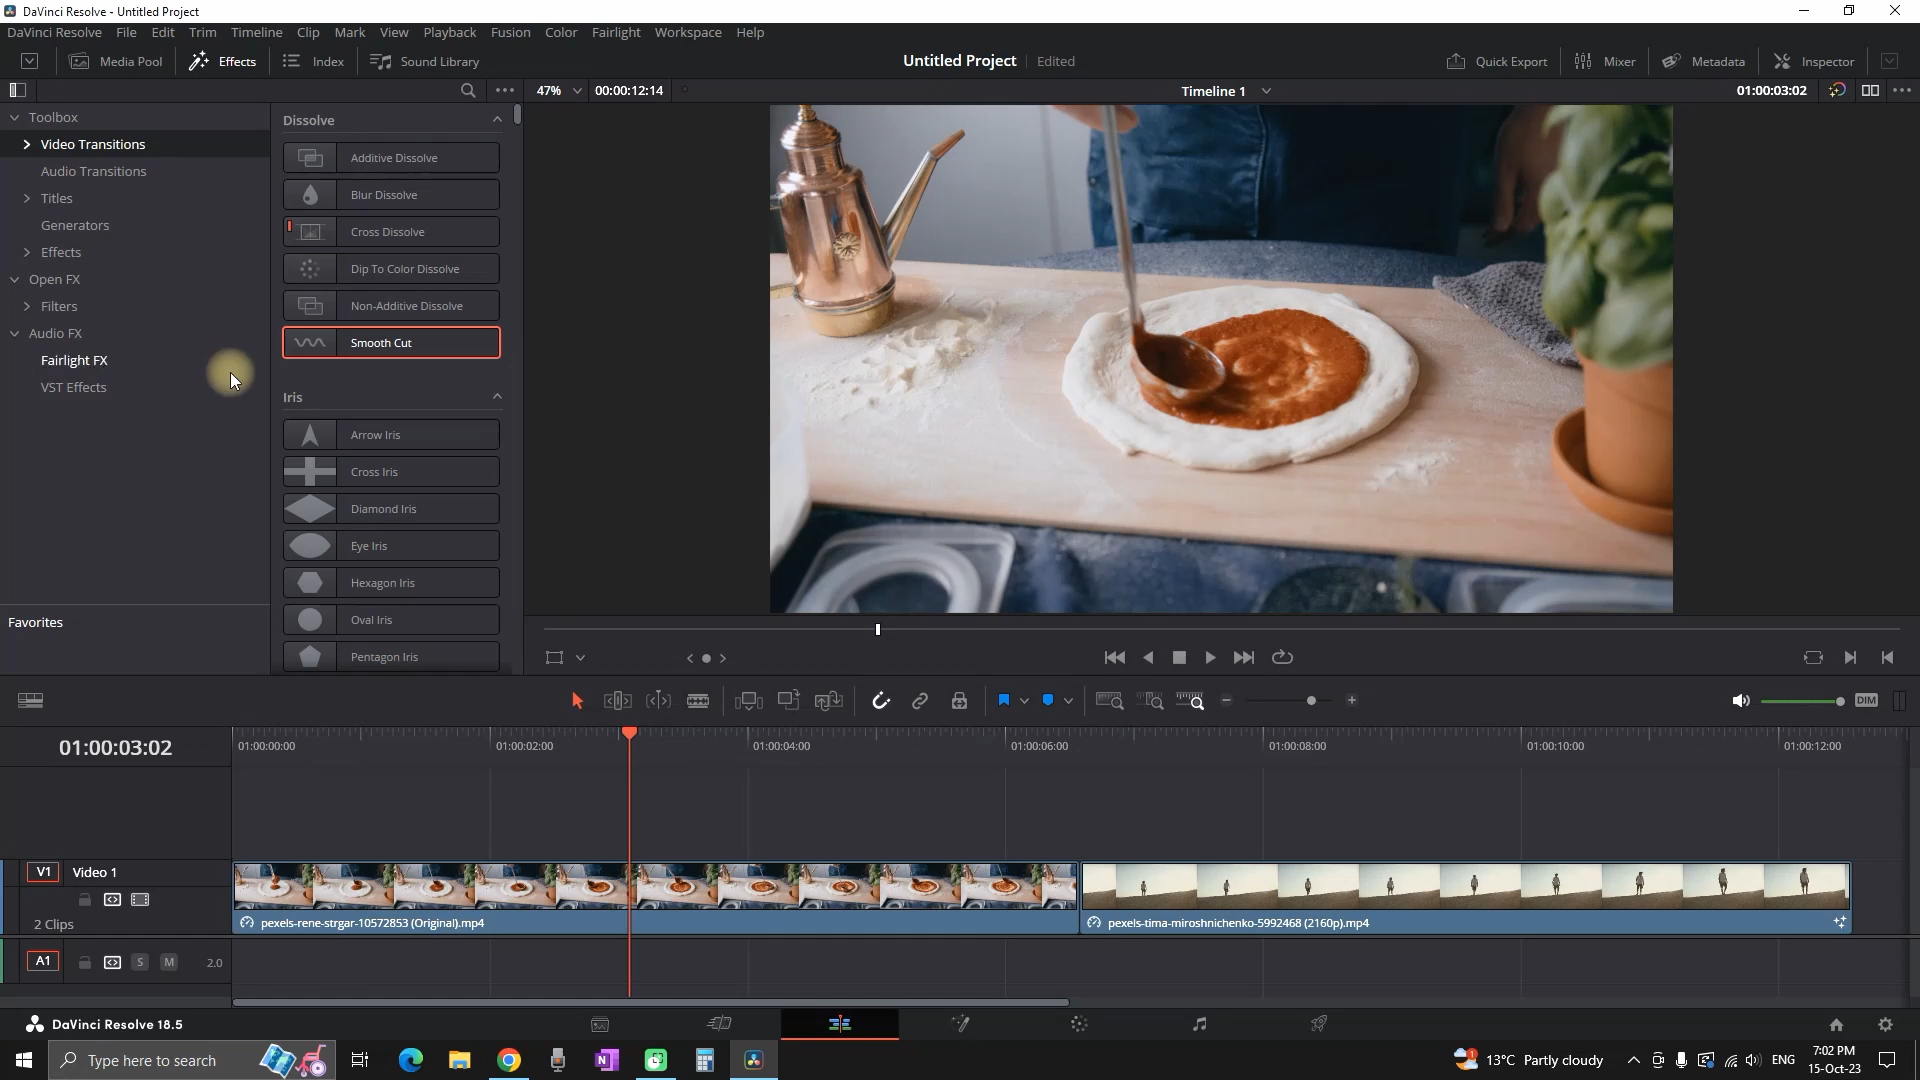 DaVinci Resolve - Untitled Project
DaVinci Resolve File Edit Trim Timeline Clip Mark View Playback Fusion Color Fairlight Workspace Help
Media Pool Effects Index Sound Library Untitled Project Edited Quick Export Mixer Metadata Inspector
47% 00:00:12:14 Timeline 1 01:00:03:02
Toolbox
Video Transitions
Audio Transitions
Titles
Generators
Effects
Open FX
Filters
Audio FX
Fairlight FX
VST Effects
Favorites
Dissolve
Additive Dissolve
Blur Dissolve
Cross Dissolve
Dip To Color Dissolve
Non-Additive Dissolve
Smooth Cut
Iris
Arrow Iris
Cross Iris
Diamond Iris
Eye Iris
Hexagon Iris
Oval Iris
Pentagon Iris
DIM
01:00:03:02 01:00:00:00 01:00:02:00 01:00:04:00 01:00:06:00 01:00:08:00 01:00:10:00 01:00:12:00
V1 Video 1
2 Clips
pexels-rene-strgar-10572853 (Original).mp4 pexels-tima-miroshnichenko-5992468 (2160p).mp4
A1 S M 2.0
DaVinci Resolve 18.5
Type here to search
1 13°C Partly cloudy ENG 7:02 PM
15-Oct-23